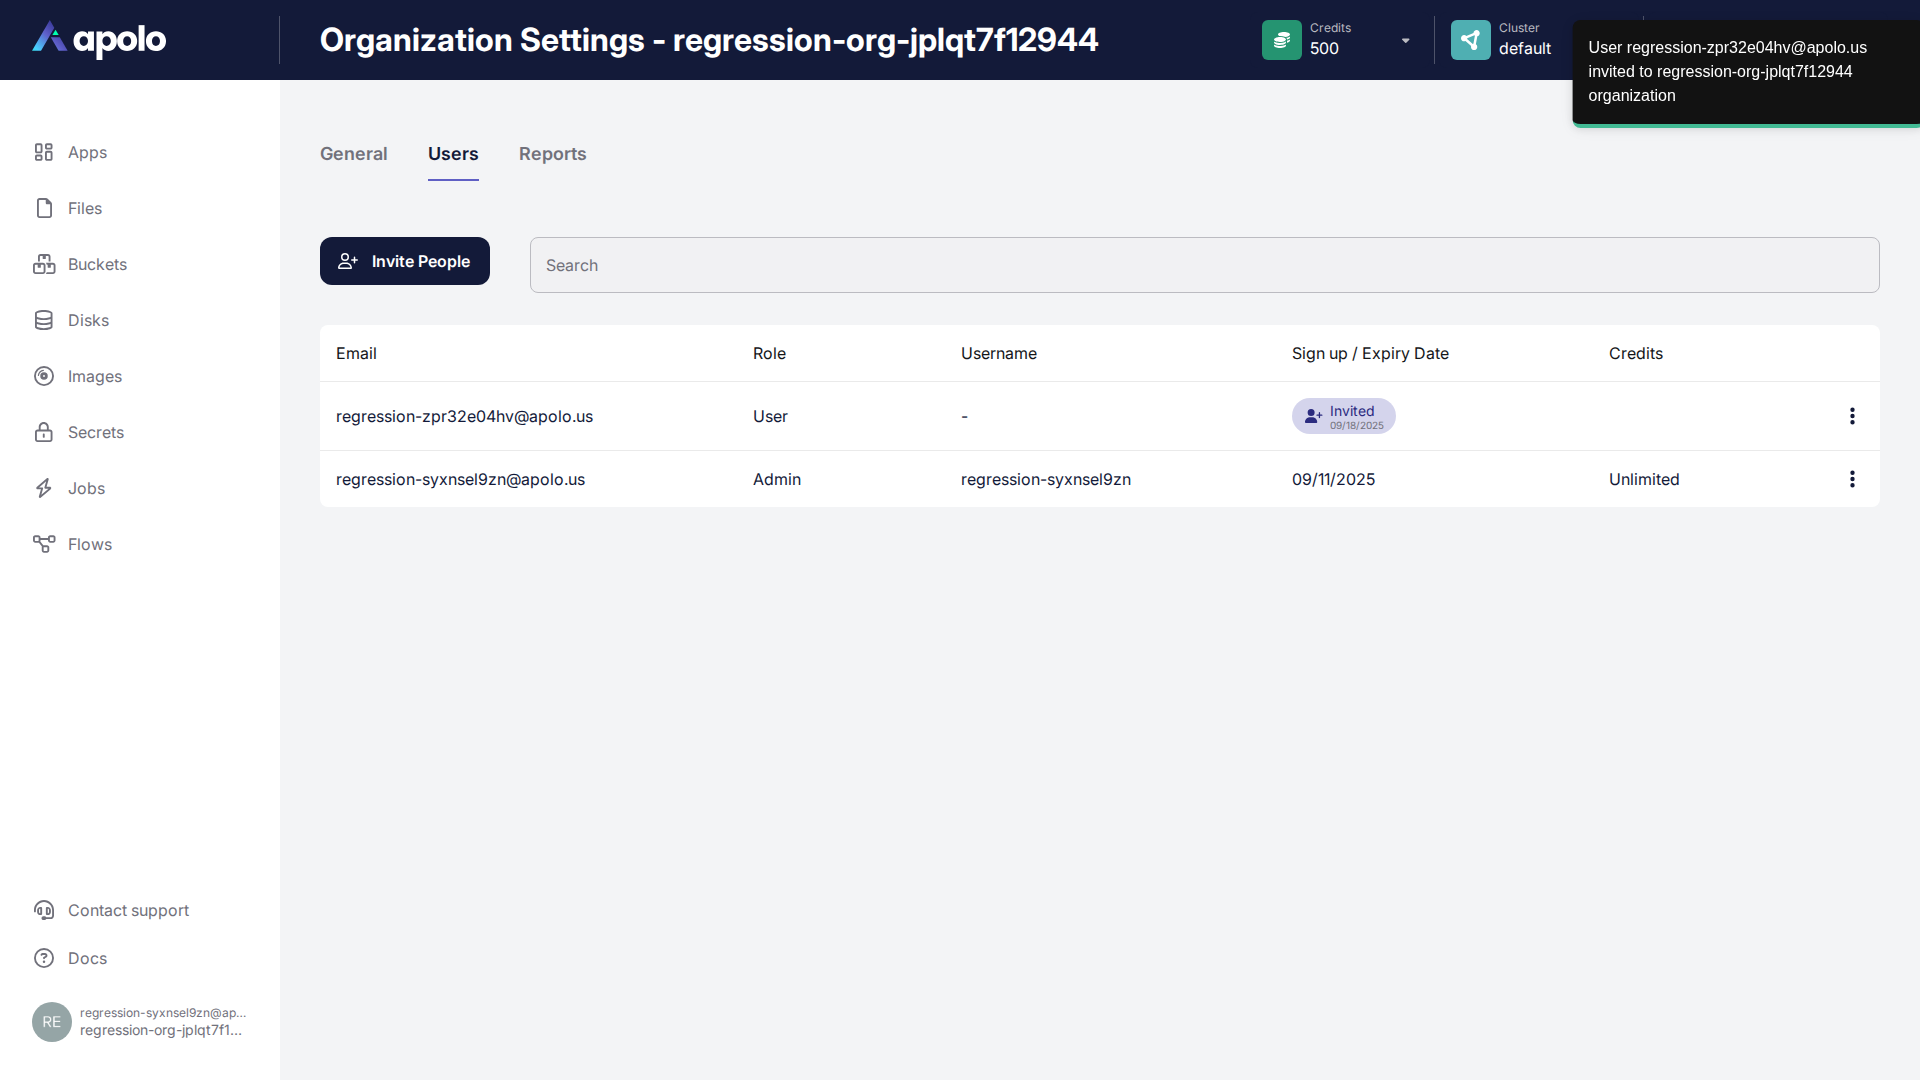 apolo
Organization Settings - regression-org-jplqt7f12944
Credits
500
Cluster
default
User regression-zpr32e04hv@apolo.us
invited to regression-org-jplqt7f12944
organization
Apps
Files
Buckets
Disks
Images
Secrets
Jobs
Flows
Contact support
Docs
RE
regression-syxnsel9zn@ap...
regression-org-jplqt7f1...
General Users Reports
Invite People
Search
Email Role Username Sign up / Expiry Date Credits
regression-zpr32e04hv@apolo.us User - Invited
09/18/2025
regression-syxnsel9zn@apolo.us Admin regression-syxnsel9zn 09/11/2025 Unlimited